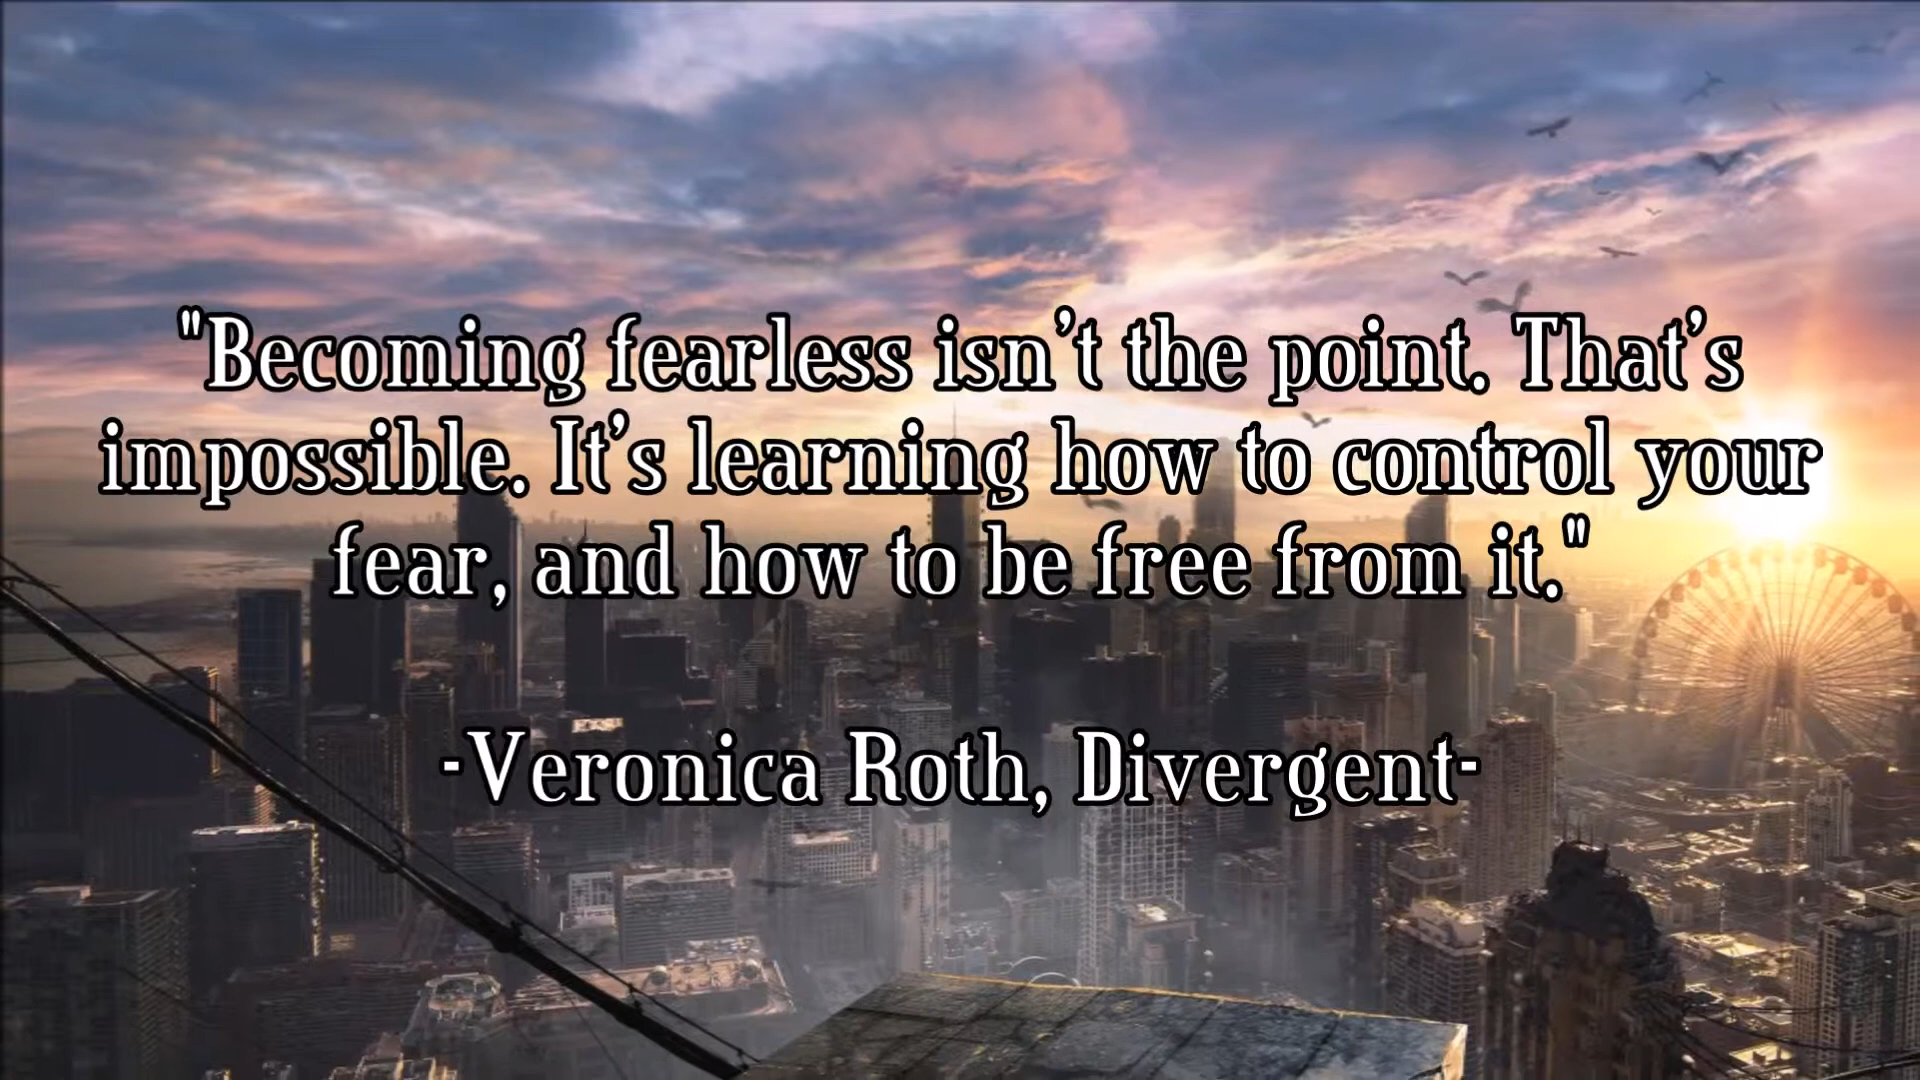 "Becoming fearless isn't the point. That's
impossible. It's learning how to control your
fear, and how to be free from it."
-Veronica Roth, Divergent-